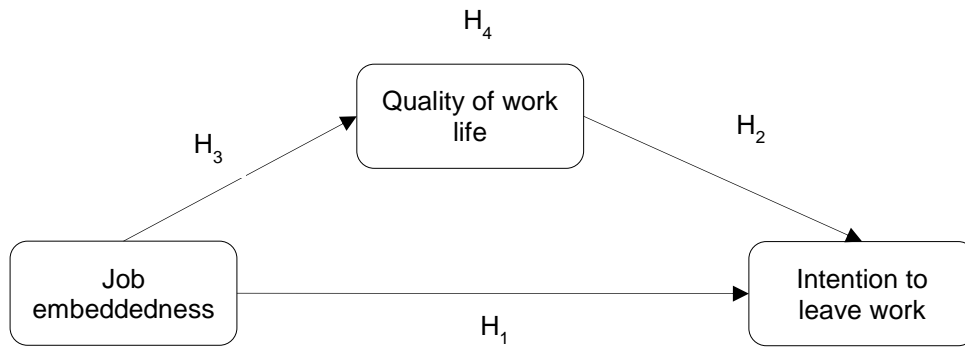 H₄
Quality of work
life
H₃
H₂
Job
embeddedness
Intention to
leave work
H₁